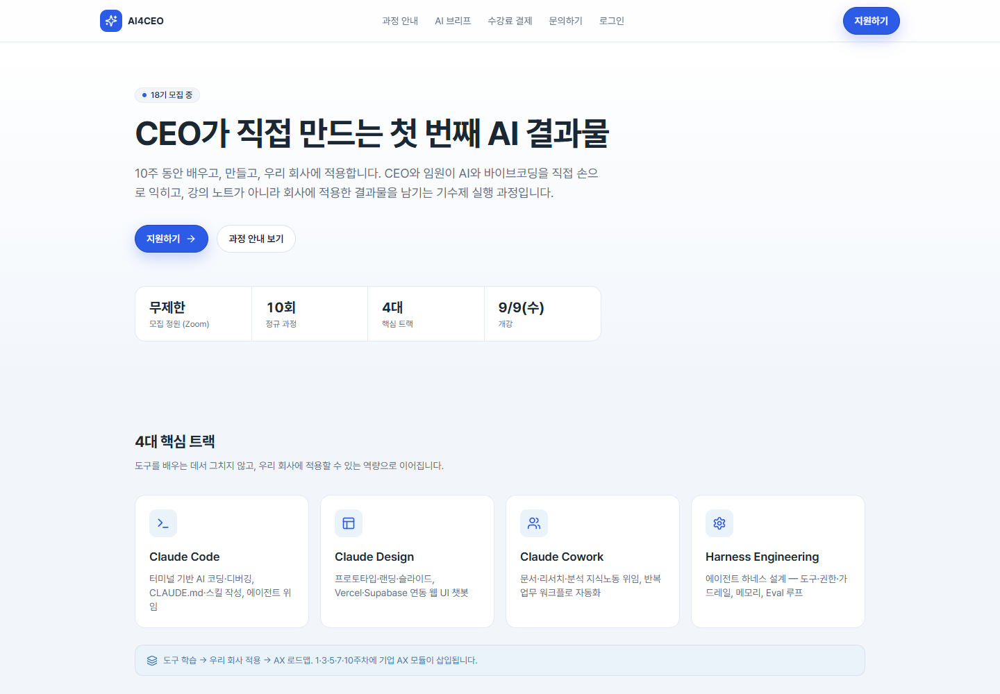 AI4CEO
과정 안내
AI 브리프
수강료 결제
문의하기
로그인
지원하기
18기 모집 중
CEO가 직접 만드는 첫 번째 AI 결과물
10주 동안 배우고, 만들고, 우리 회사에 적용합니다. CEO와 임원이 AI와 바이브코딩을 직접 손으
로 익히고, 강의 노트가 아니라 회사에 적용한 결과물을 남기는 기수제 실행 과정입니다.
지원하기 →
과정 안내 보기
무제한
모집 정원 (Zoom)
10회
정규 과정
4대
핵심 트랙
9/9(수)
개강
4대 핵심 트랙
도구를 배우는 데서 그치지 않고, 우리 회사에 적용할 수 있는 역량으로 이어집니다.
Claude Code
터미널 기반 AI 코딩·디버깅,
CLAUDE.md·스킬 작성, 에이전트 위
임
Claude Design
프로토타입·랜딩·슬라이드,
Vercel·Supabase 연동 웹 UI 챗봇
Claude Cowork
문서·리서치·분석 지식노동 위임, 반복
업무 워크플로 자동화
Harness Engineering
에이전트 하네스 설계 — 도구·권한·가
드레일, 메모리, Eval 루프
도구 학습 → 우리 회사 적용 → AX 로드맵. 1·3·5·7·10주차에 기업 AX 모듈이 삽입됩니다.